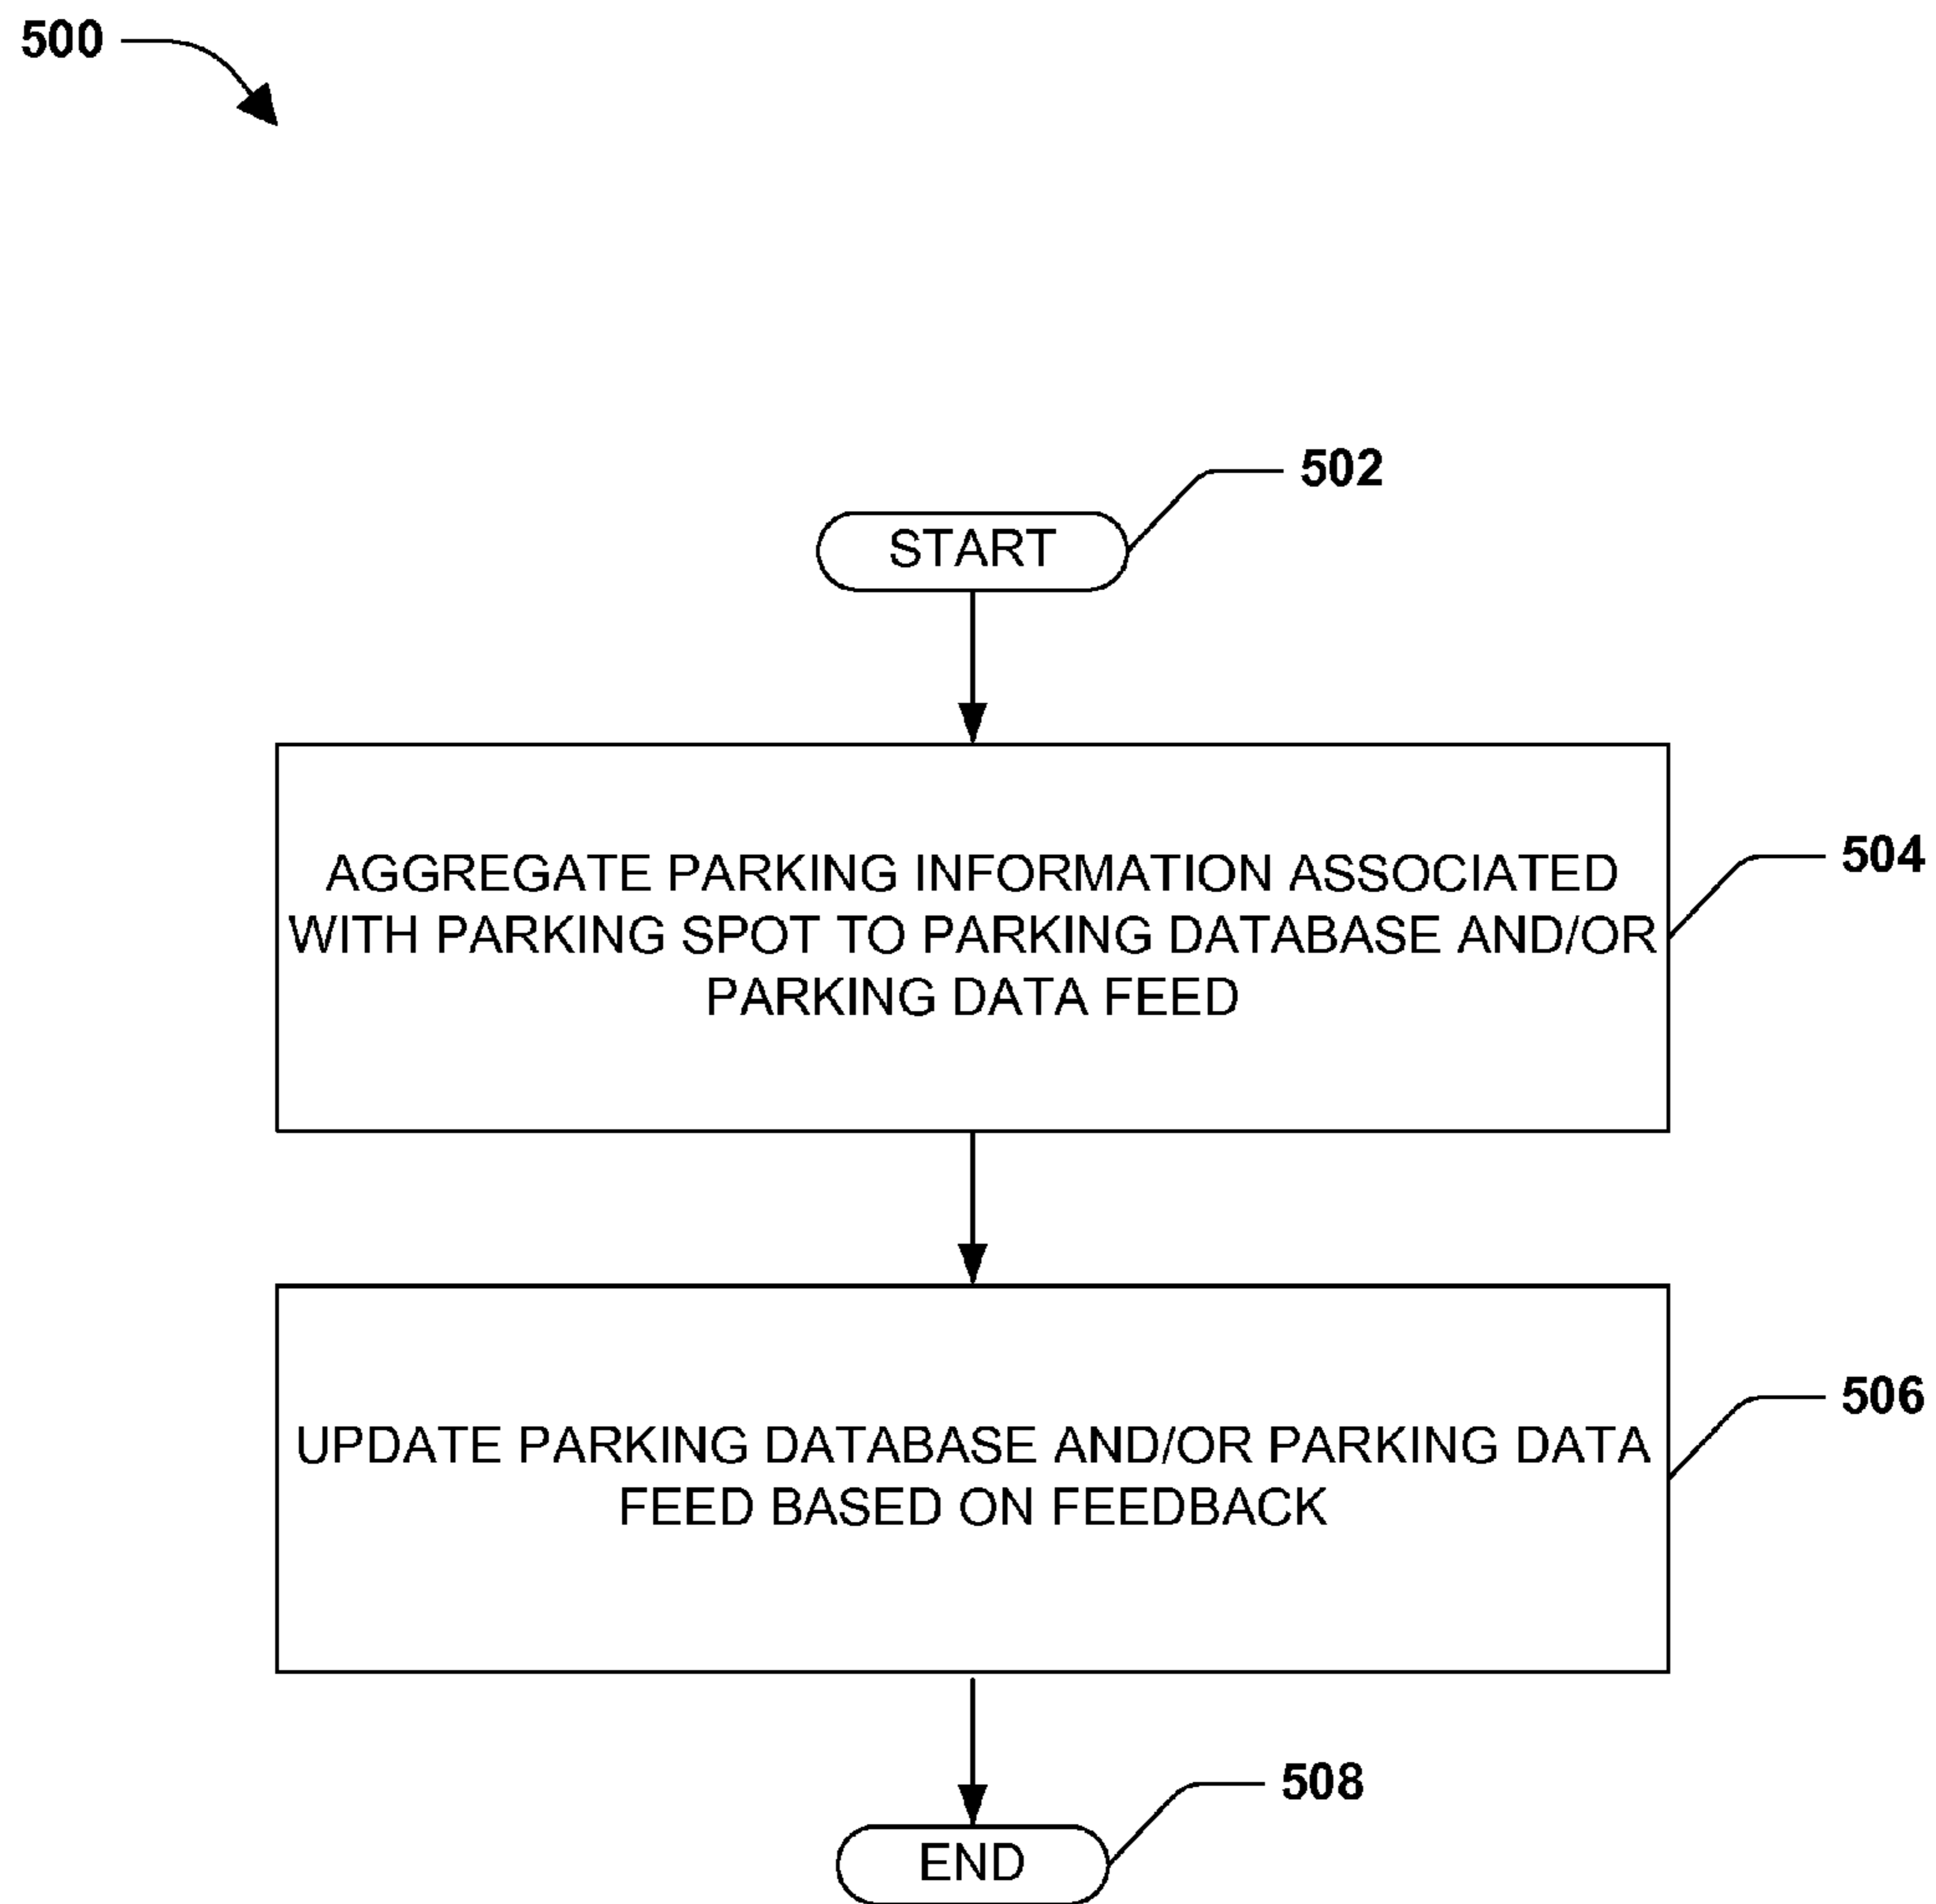 500
502
START
AGGREGATE PARKING INFORMATION ASSOCIATED
WITH PARKING SPOT TO PARKING DATABASE AND/OR
PARKING DATA FEED
504
UPDATE PARKING DATABASE AND/OR PARKING DATA
FEED BASED ON FEEDBACK
506
508
END